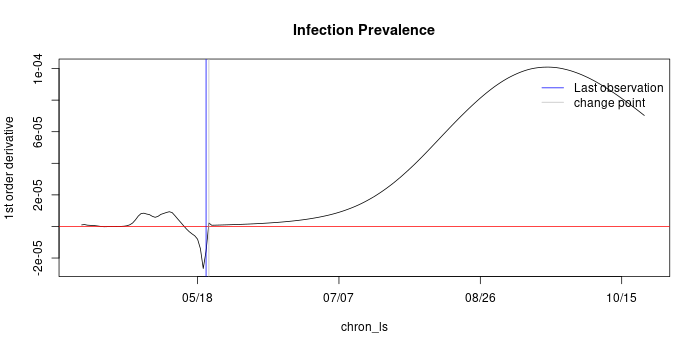 Infection Prevalence
1st order derivative
1e-04
6e-05
2e-05
-2e-05
Last observation
change point
05/18
07/07
08/26
10/15
chron_ls